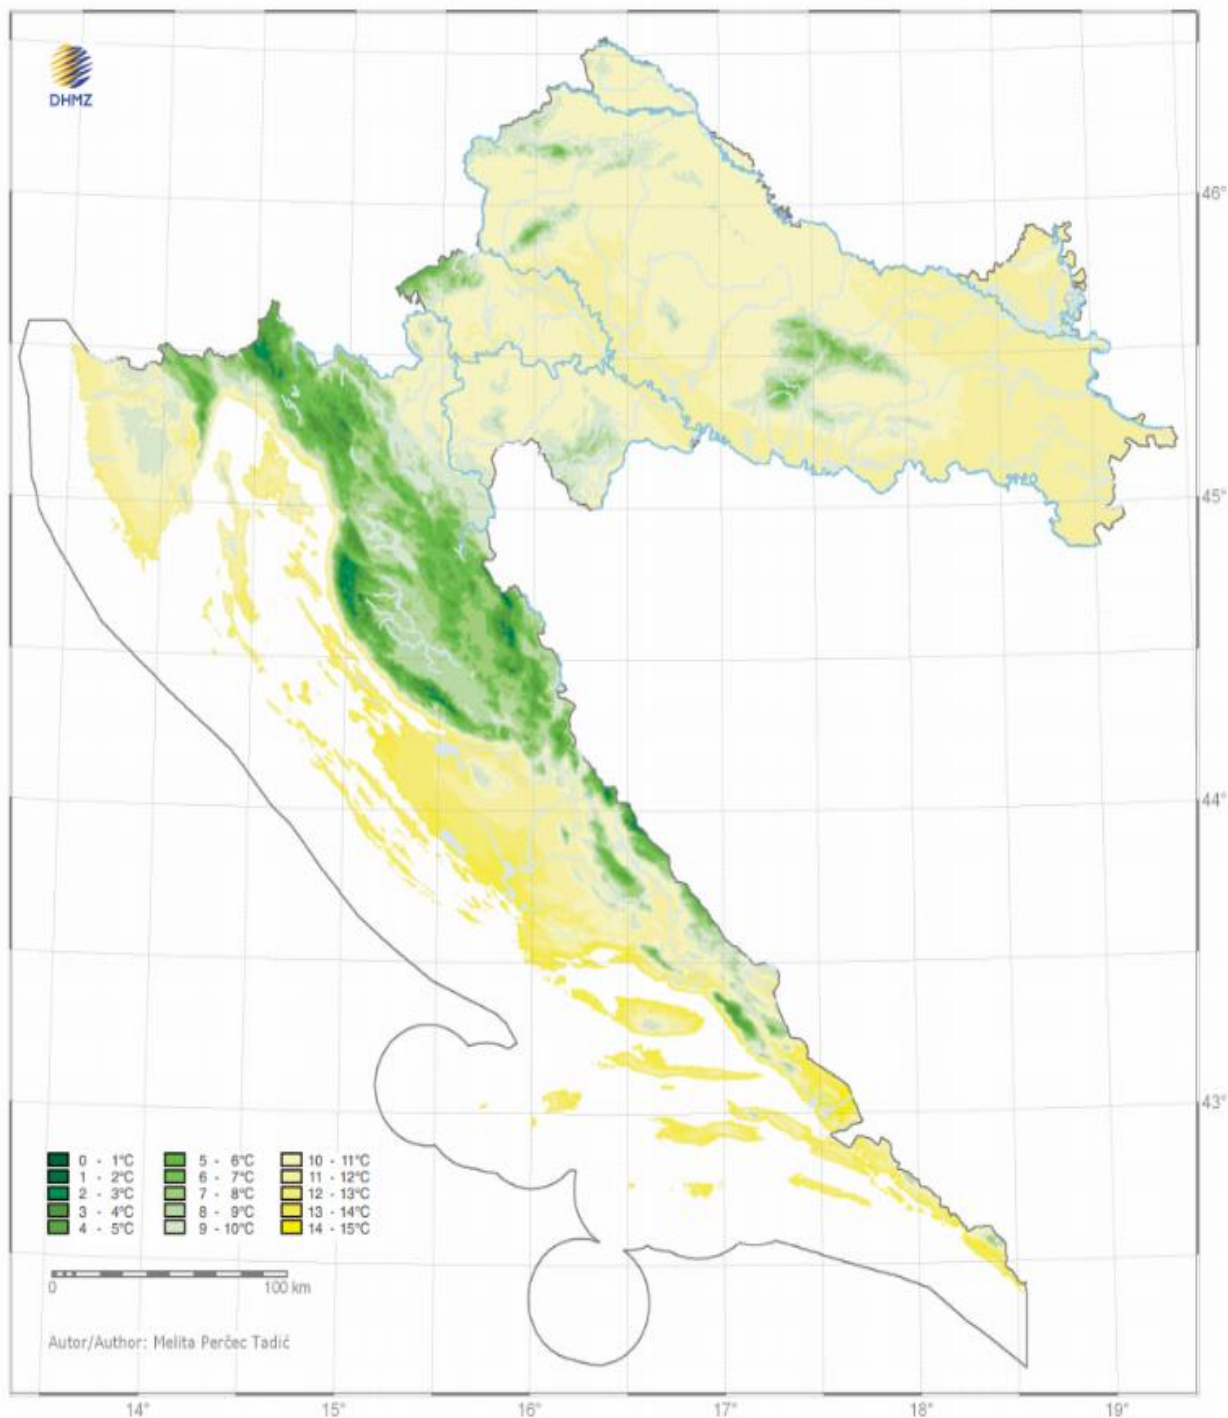 DHMZ
46°
45°
44°
43°
0 - 1°C
1 - 2°C
2 - 3°C
3 - 4°C
4 - 5°C
5 - 6°C
6 - 7°C
7 - 8°C
8 - 9°C
9 - 10°C
10 - 11°C
11 - 12°C
12 - 13°C
13 - 14°C
14 - 15°C
0 100 km
Autor/Author: Melita Perčec Tadić
14° 15° 16° 17° 18° 19°